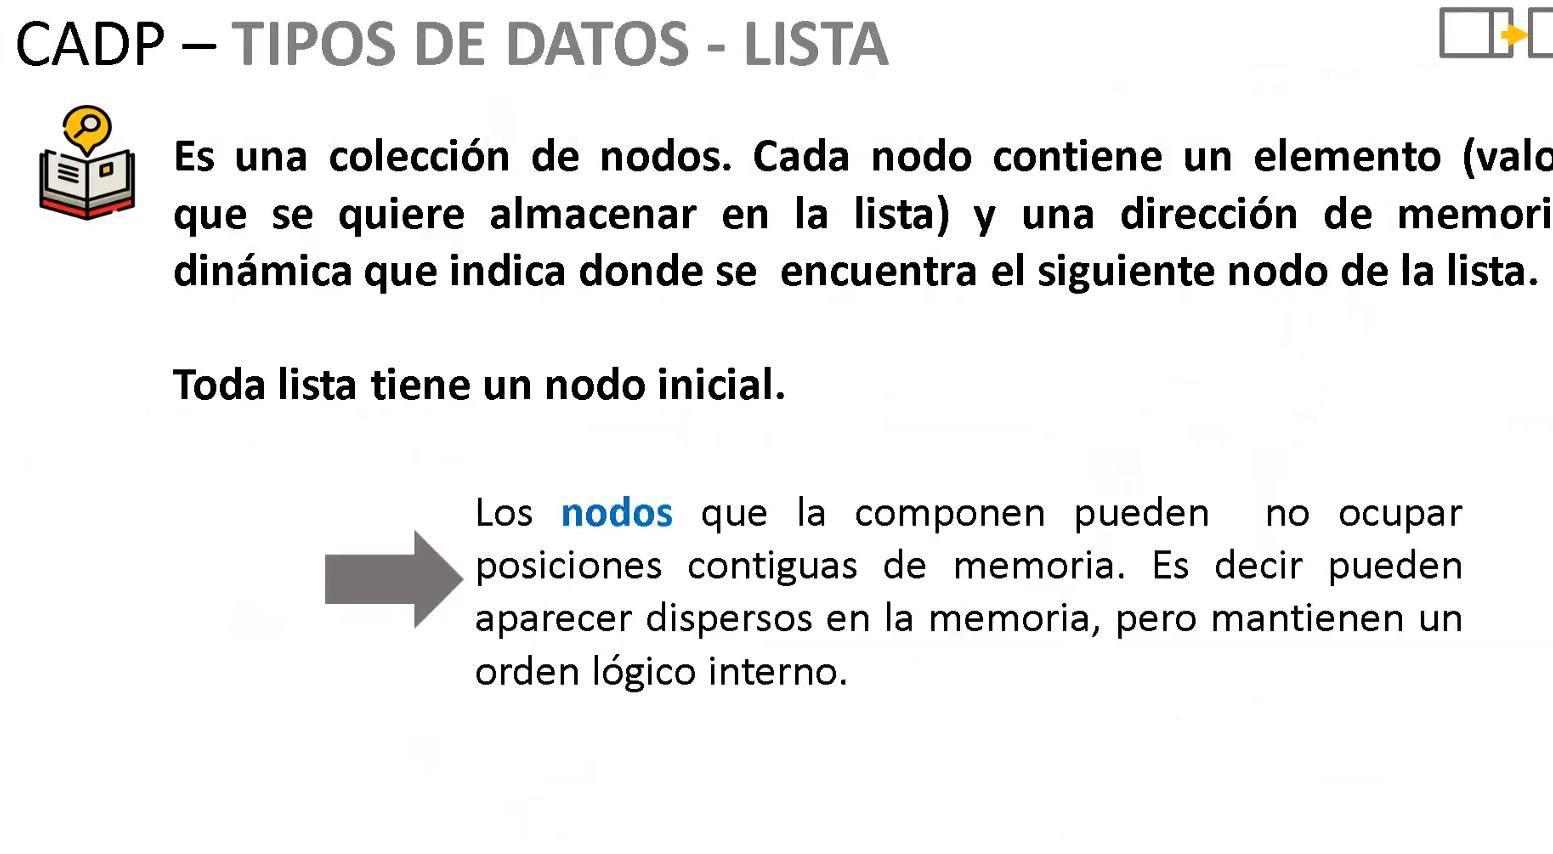 CADP – TIPOS DE DATOS - LISTA
Es una colección de nodos. Cada nodo contiene un elemento (valo
que se quiere almacenar en la lista) y una dirección de memori
dinámica que indica donde se encuentra el siguiente nodo de la lista.
Toda lista tiene un nodo inicial.
Los nodos que la componen pueden no ocupar
posiciones contiguas de memoria. Es decir pueden
aparecer dispersos en la memoria, pero mantienen un
orden lógico interno.